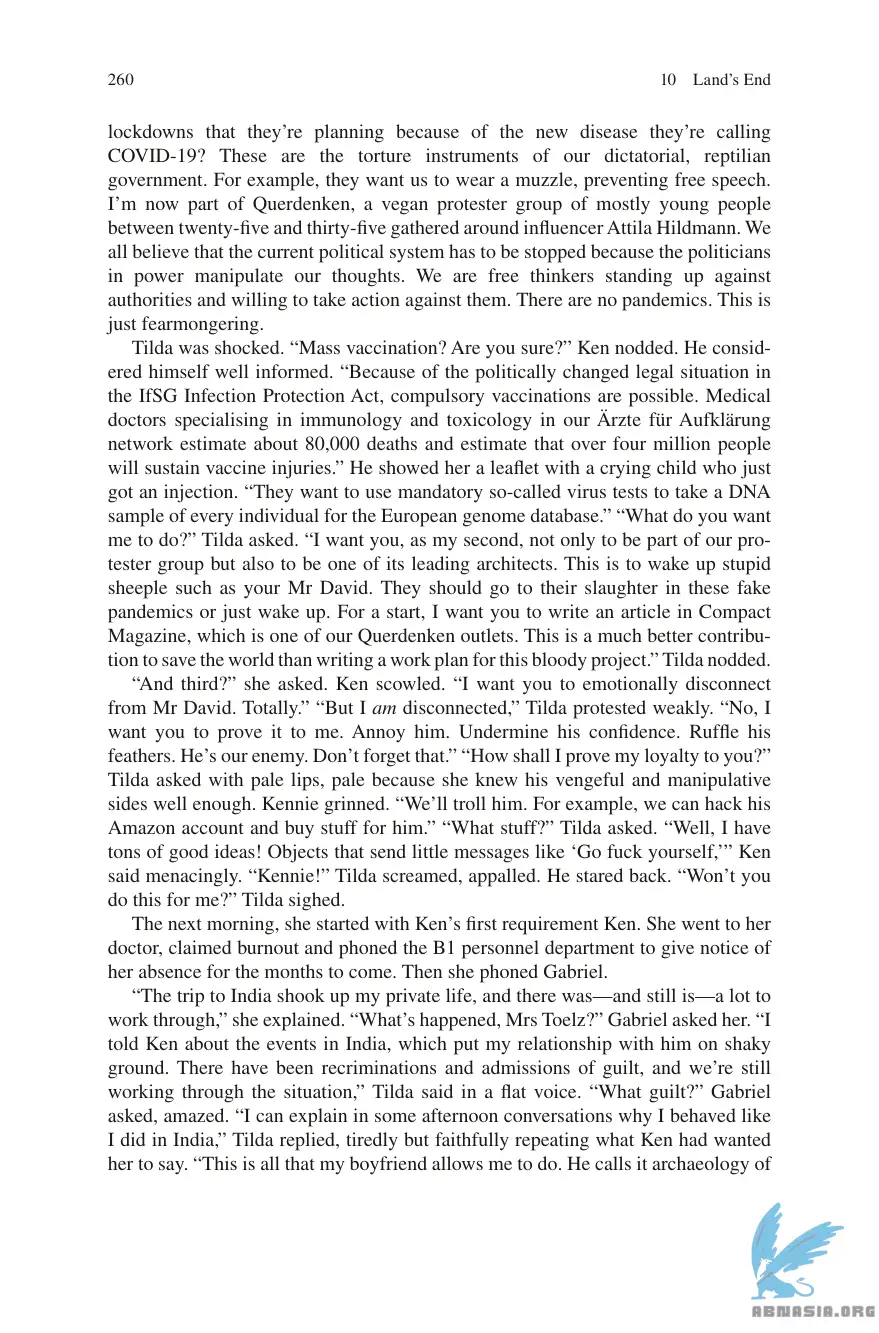 260
10 Land’s End
lockdowns that they’re planning because of the new disease they’re calling
COVID-19? These are the torture instruments of our dictatorial, reptilian
government. For example, they want us to wear a muzzle, preventing free speech.
I’m now part of Querdenken, a vegan protester group of mostly young people
between twenty-five and thirty-five gathered around influencer Attila Hildmann. We
all believe that the current political system has to be stopped because the politicians
in power manipulate our thoughts. We are free thinkers standing up against
authorities and willing to take action against them. There are no pandemics. This is
just fearmongering.
Tilda was shocked. “Mass vaccination? Are you sure?” Ken nodded. He consid-
ered himself well informed. “Because of the politically changed legal situation in
the IfSG Infection Protection Act, compulsory vaccinations are possible. Medical
doctors specialising in immunology and toxicology in our Ärzte für Aufklärung
network estimate about 80,000 deaths and estimate that over four million people
will sustain vaccine injuries.” He showed her a leaflet with a crying child who just
got an injection. “They want to use mandatory so-called virus tests to take a DNA
sample of every individual for the European genome database.” “What do you want
me to do?” Tilda asked. “I want you, as my second, not only to be part of our pro-
tester group but also to be one of its leading architects. This is to wake up stupid
sheeple such as your Mr David. They should go to their slaughter in these fake
pandemics or just wake up. For a start, I want you to write an article in Compact
Magazine, which is one of our Querdenken outlets. This is a much better contribu-
tion to save the world than writing a work plan for this bloody project.” Tilda nodded.
“And third?” she asked. Ken scowled. “I want you to emotionally disconnect
from Mr David. Totally.” “But I am disconnected,” Tilda protested weakly. “No, I
want you to prove it to me. Annoy him. Undermine his confidence. Ruffle his
feathers. He’s our enemy. Don’t forget that.” “How shall I prove my loyalty to you?”
Tilda asked with pale lips, pale because she knew his vengeful and manipulative
sides well enough. Kennie grinned. “We’ll troll him. For example, we can hack his
Amazon account and buy stuff for him.” “What stuff?” Tilda asked. “Well, I have
tons of good ideas! Objects that send little messages like ‘Go fuck yourself,’” Ken
said menacingly. “Kennie!” Tilda screamed, appalled. He stared back. “Won’t you
do this for me?” Tilda sighed.
The next morning, she started with Ken’s first requirement Ken. She went to her
doctor, claimed burnout and phoned the B1 personnel department to give notice of
her absence for the months to come. Then she phoned Gabriel.
“The trip to India shook up my private life, and there was—and still is—a lot to
work through,” she explained. “What’s happened, Mrs Toelz?” Gabriel asked her. “I
told Ken about the events in India, which put my relationship with him on shaky
ground. There have been recriminations and admissions of guilt, and we’re still
working through the situation,” Tilda said in a flat voice. “What guilt?” Gabriel
asked, amazed. “I can explain in some afternoon conversations why I behaved like
I did in India,” Tilda replied, tiredly but faithfully repeating what Ken had wanted
her to say. “This is all that my boyfriend allows me to do. He calls it archaeology of
ABNASIA.ORG